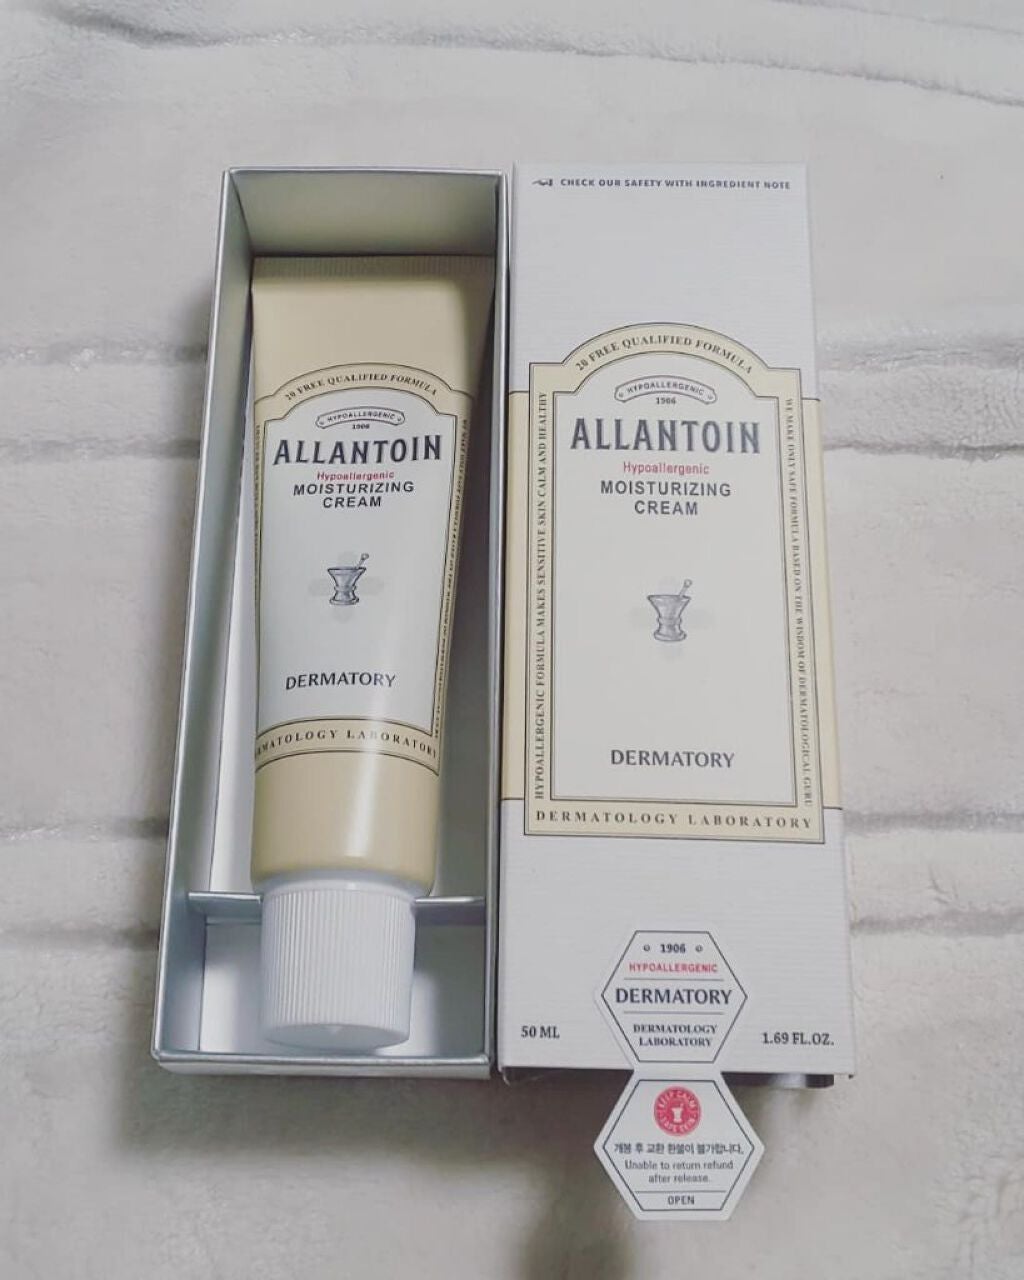 20 FREE QUALIFIED FORMULA
HYPOALLERGENIC
1906
ALLANTOIN
Hypoallergenic
MOISTURIZING
CREAM
DERMATORY
DERMATOLOGY LABORATORY
CHECK OUR SAFETY WITH INGREDIENT NOTE
20 FREE QUALIFIED FORMULA
HYPOALLERGENIC
1906
ALLANTOIN
Hypoallergenic
MOISTURIZING
CREAM
HYPOALLERGENIC FORMULA MAKES SENSITIVE SKIN CALM AND HEALTHY
WE MAKE ONLY SAFE FORMULA BASED ON THE WISDOM OF DERMATOLOGICAL GURU
DERMATORY
DERMATOLOGY LABORATORY
1906
HYPOALLERGENIC
DERMATORY
DERMATOLOGY
LABORATORY
50 ML
1.69 FL.OZ.
KEEP CALM
SAFE SKIN
개봉 후 교환 환불이 불가합니다.
Unable to return refund
after release.
OPEN